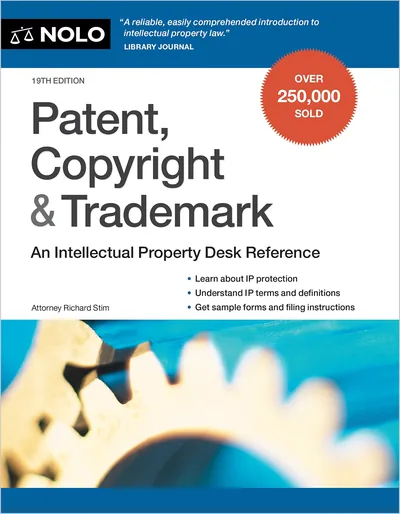 NOLO
"A reliable, easily comprehended introduction to
intellectual property law."
LIBRARY JOURNAL
19TH EDITION
OVER
250,000
SOLD
Patent,
Copyright
& Trademark
An Intellectual Property Desk Reference
• Learn about IP protection
• Understand IP terms and definitions
• Get sample forms and filing instructions
Attorney Richard Stim